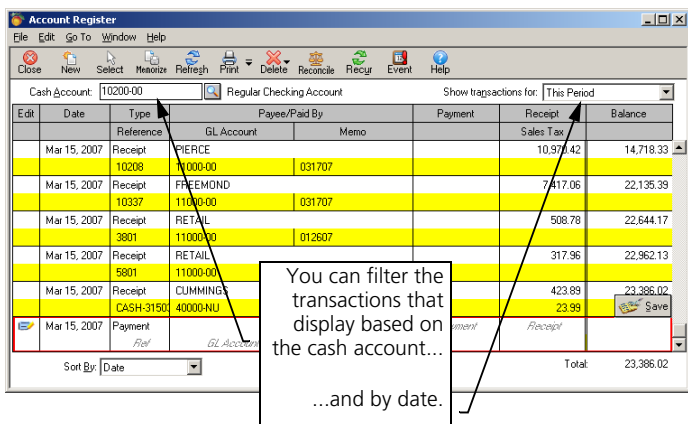 Account Register
File Edit Go To Window Help
Close New Select Memorize Refresh Print Delete Reconcile Recur Event Help
Cash Account: 10200-00 Regular Checking Account Show transactions for: This Period
Edit Date Type Payee/Paid By Payment Receipt Balance
Reference GL Account Memo Sales Tax
Mar 15, 2007 Receipt PIERCE 10,970.42 14,718.33
10208 11000-00 031707
Mar 15, 2007 Receipt FREEMOND 7,417.06 22,135.39
10337 11000-00 031707
Mar 15, 2007 Receipt RETAIL 508.78 22,644.17
3801 11000-00 012607
Mar 15, 2007 Receipt RETAIL 317.96 22,962.13
5801 11000-00
Mar 15, 2007 Receipt CUMMINGS 423.89 23,386.02
CASH-31503 40000-NU 23.99 Save
Mar 15, 2007 Payment Receipt
Ref GL Account
Sort By: Date Total: 23,386.02
You can filter the
transactions that
display based on
the cash account...
...and by date.